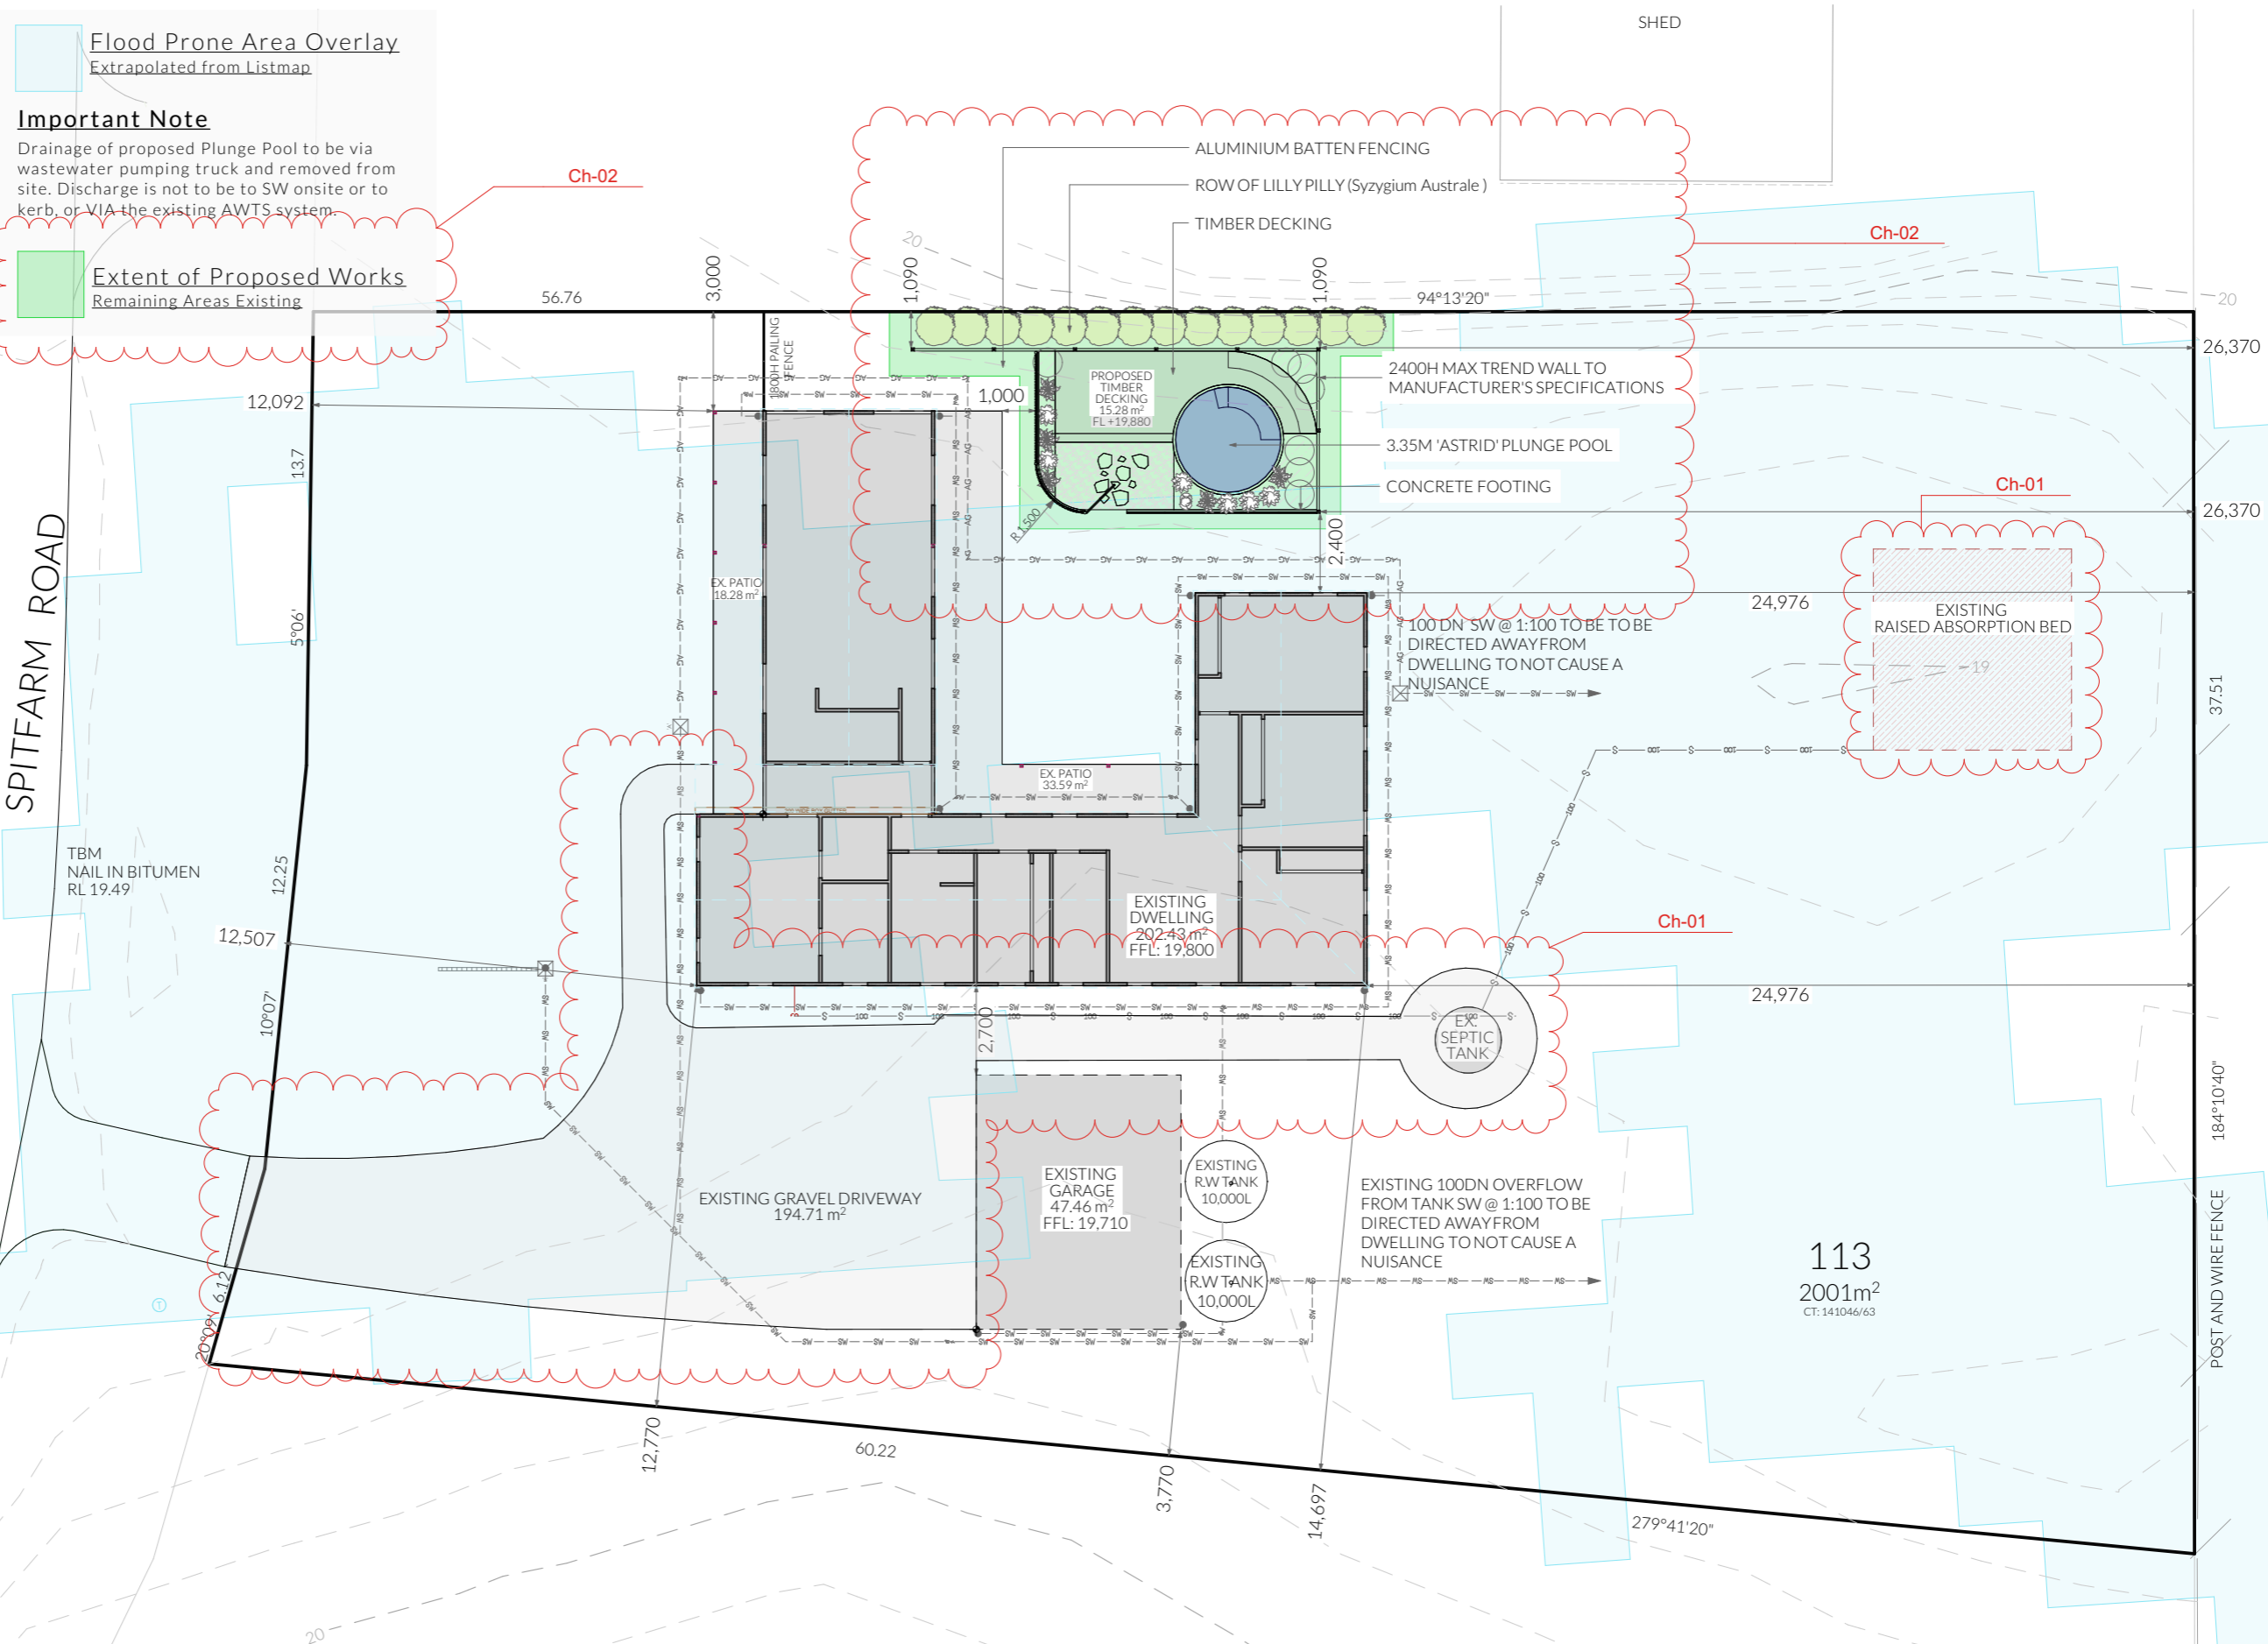 Flood Prone Area Overlay
Extrapolated from Listmap
Important Note
Drainage of proposed Plunge Pool to be via
wastewater pumping truck and removed from
site. Discharge is not to be to SW onsite or to
kerb, or VIA the existing AWTS system.
Ch-02
Extent of Proposed Works
Remaining Areas Existing
SHED
ALUMINIUM BATTEN FENCING
ROW OF LILLY PILLY (Syzygium Australe )
TIMBER DECKING
Ch-02
20
56.76
3,000
1,090
1,090
94°13'20"
20
26,370
1800H PAILING
FENCE
2400H MAX TREND WALL TO
MANUFACTURER'S SPECIFICATIONS
PROPOSED
TIMBER
DECKING
15.28 m²
FL +19,880
12,092
1,000
13.7
3.35M 'ASTRID' PLUNGE POOL
CONCRETE FOOTING
Ch-01
26,370
R 1,500
2,400
SPITFARM ROAD
5°06'
EX. PATIO
18.28 m²
24,976
EXISTING
RAISED ABSORPTION BED
100 DN SW @ 1:100 TO BE TO BE
DIRECTED AWAY FROM
DWELLING TO NOT CAUSE A
NUISANCE
19
37.51
EX. PATIO
33.59 m²
TBM
NAIL IN BITUMEN
RL 19.49
12.25
EXISTING
DWELLING
202.43 m²
FFL: 19,800
Ch-01
12,507
24,976
10°07'
2,700
EX.
SEPTIC
TANK
184°10'40"
EXISTING GRAVEL DRIVEWAY
194.71 m²
EXISTING
GARAGE
47.46 m²
FFL: 19,710
EXISTING
R.W TANK
10,000L
EXISTING 100DN OVERFLOW
FROM TANK SW @ 1:100 TO BE
DIRECTED AWAY FROM
DWELLING TO NOT CAUSE A
NUISANCE
EXISTING
R.W TANK
10,000L
113
2001m²
CT: 141046/63
POST AND WIRE FENCE
6.12
20°09'
12,770
60.22
3,770
14,697
279°41'20"
20